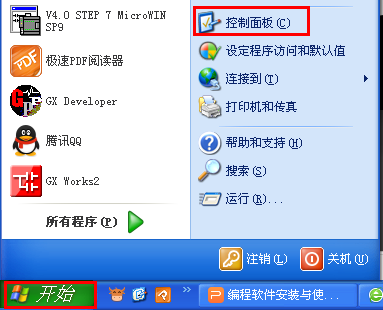 V4.0 STEP 7 MicroWIN
SP9
极速PDF阅读器
GX Developer
腾讯QQ
GX Works2
所有程序(P)
控制面板(C)
设定程序访问和默认值
连接到(T)
打印机和传真
帮助和支持(H)
搜索(S)
运行(R)...
注销(L)
关机(U)
开始
编程软件安装与使...